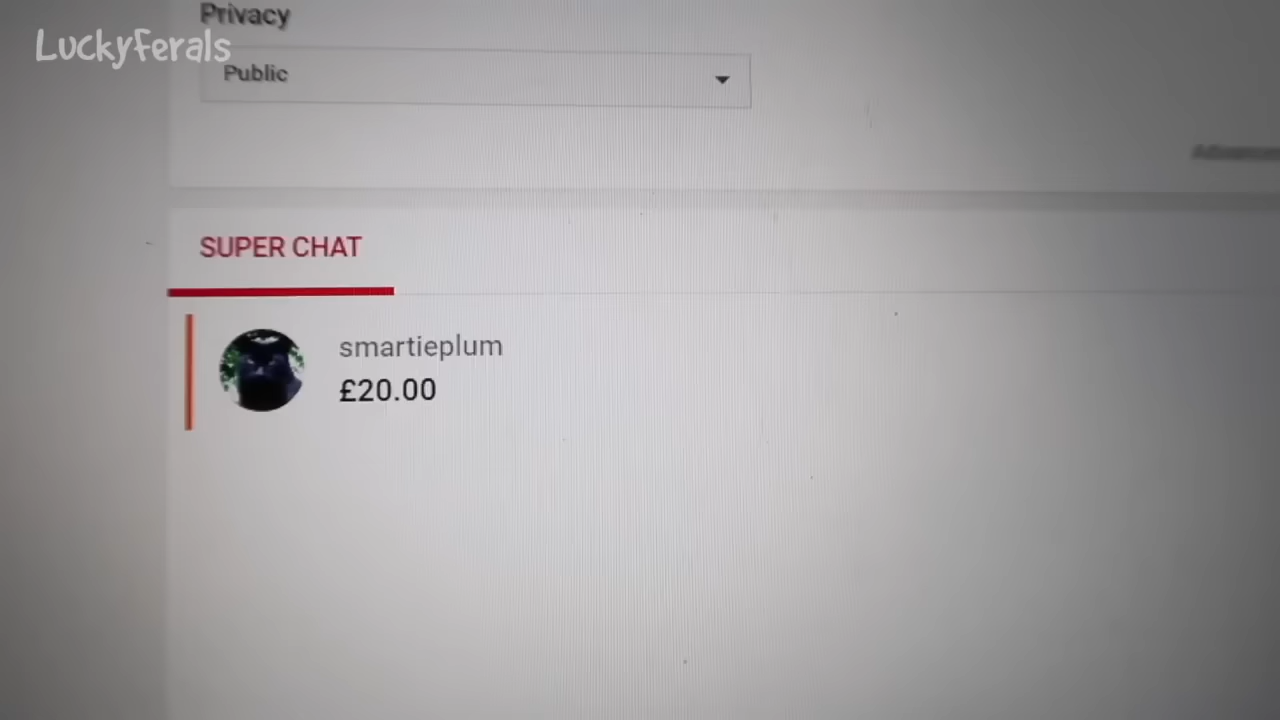 Privacy
LuckyFerals
Public
SUPER CHAT
smartieplum
£20.00